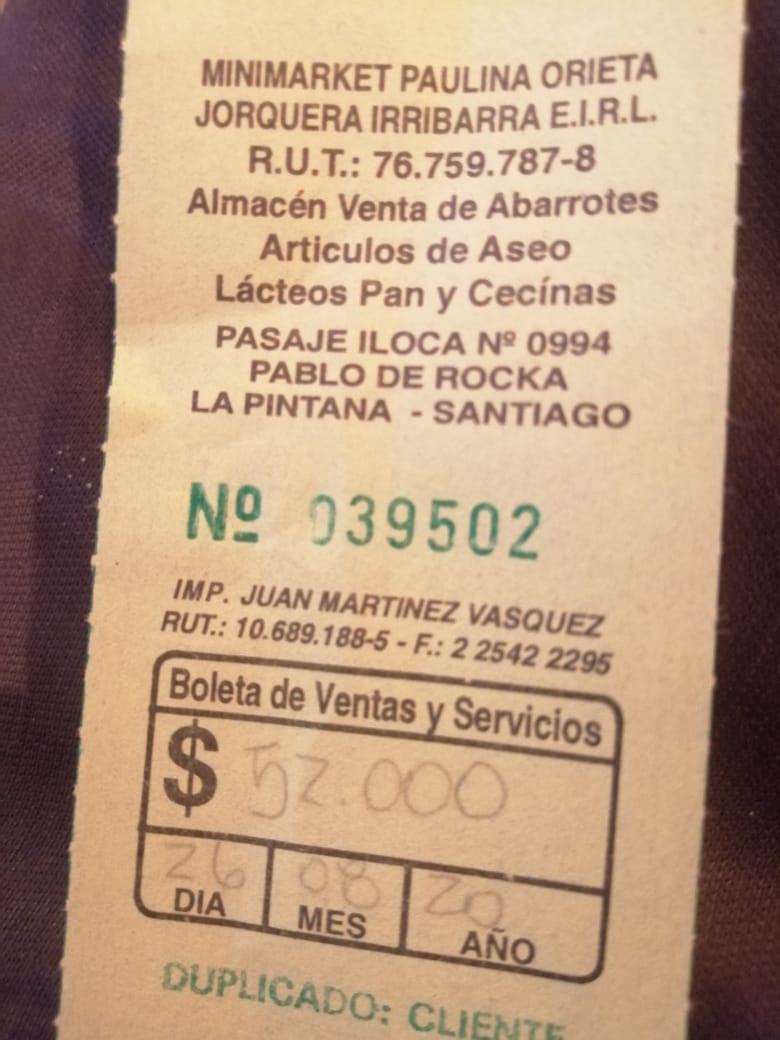 MINIMARKET PAULINA ORIETA
JORQUERA IRRIBARRA E.I.R.L.
R.U.T.: 76.759.787-8
Almacén Venta de Abarrotes
Articulos de Aseo
Lácteos Pan y Cecínas
PASAJE ILOCA Nº 0994
PABLO DE ROCKA
LA PINTANA - SANTIAGO
Nº 039502
IMP. JUAN MARTINEZ VASQUEZ
RUT.: 10.689.188-5 - F.: 2 2542 2295
Boleta de Ventas y Servicios
$ 52.000
26 08 20
DIA MES AÑO
DUPLICADO: CLIENTE